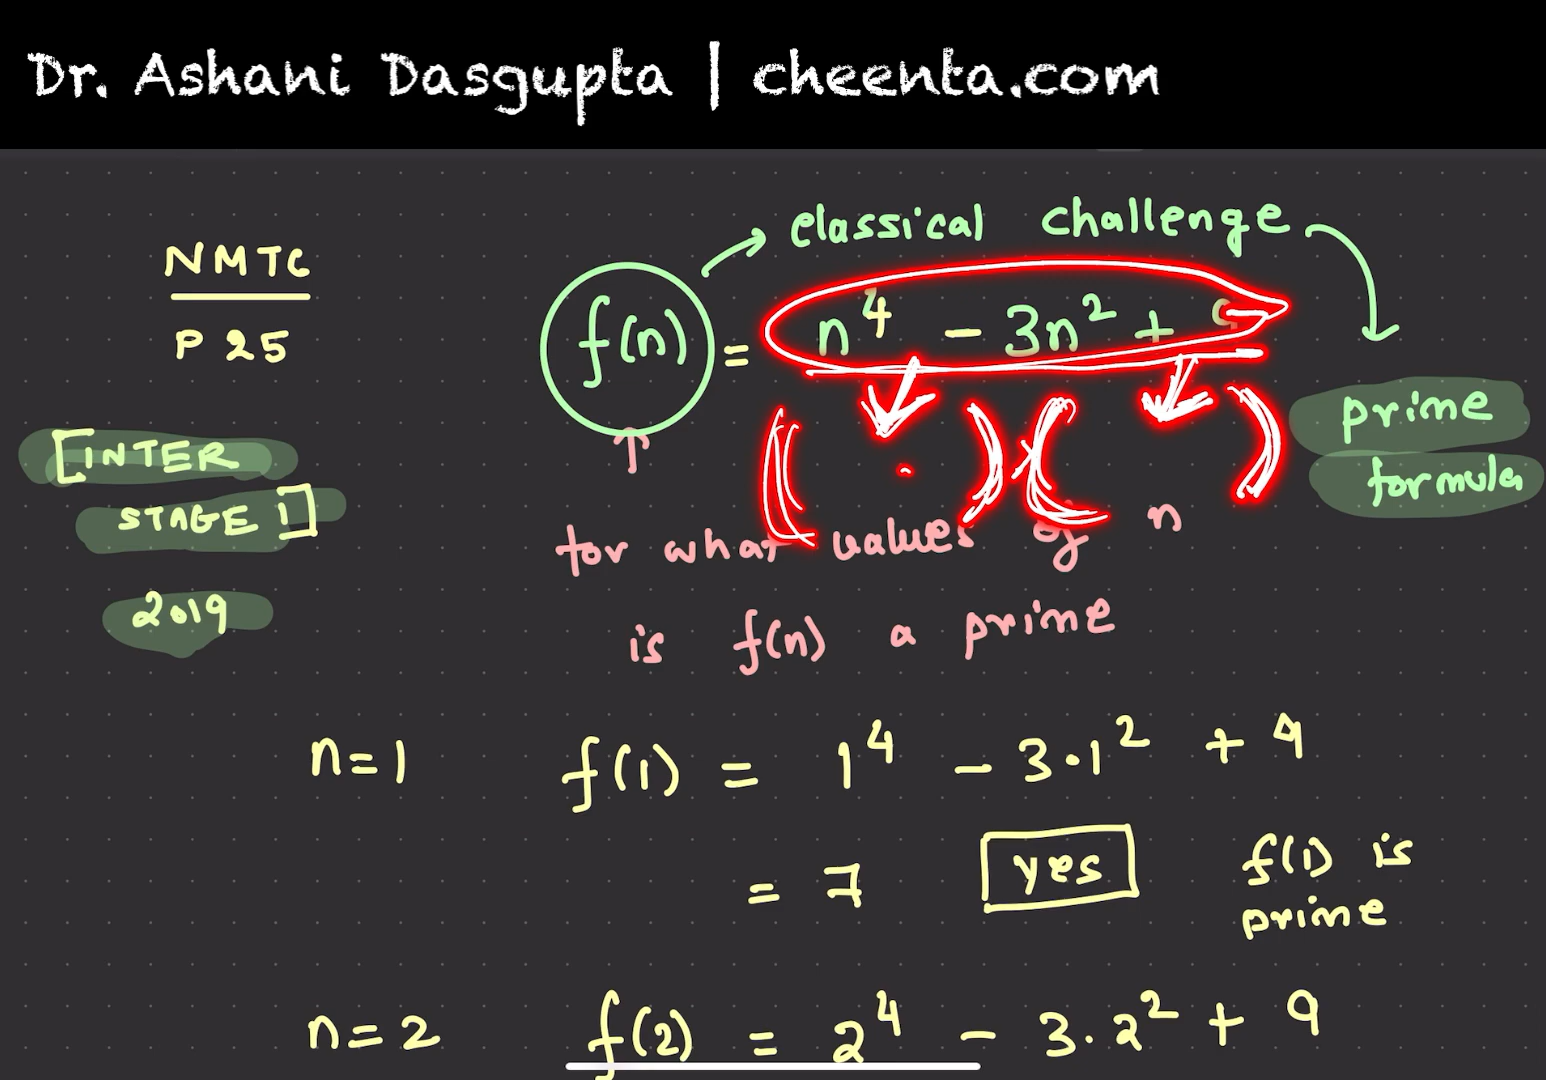 Dr. Ashani Dasgupta | cheenta.com
classical challenge
NMTC
P 25
f(n) = n⁴ - 3n² + 9
[INTER
STAGE I]
2019
prime
formula
for what values of n
is f(n) a prime
n=1 f(1) = 1⁴ - 3·1² + 9
= 7 yes f(1) is
prime
n=2 f(2) = 2⁴ - 3.2² + 9